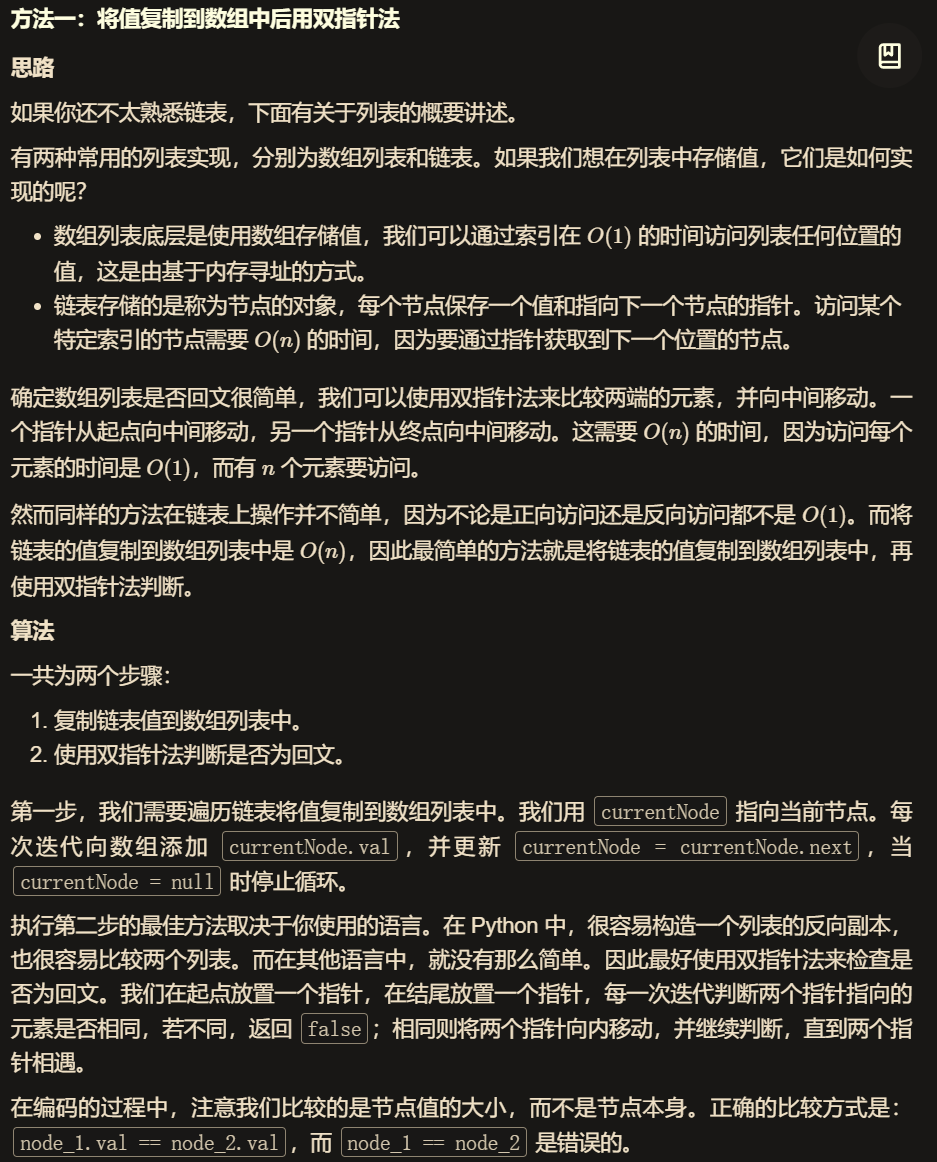 方法一：将值复制到数组中后用双指针法
思路
如果你还不太熟悉链表，下面有关于列表的概要讲述。
有两种常用的列表实现，分别为数组列表和链表。如果我们想在列表中存储值，它们是如何实
现的呢？
• 数组列表底层是使用数组存储值，我们可以通过索引在 O(1) 的时间访问列表任何位置的
值，这是由基于内存寻址的方式。
• 链表存储的是称为节点的对象，每个节点保存一个值和指向下一个节点的指针。访问某个
特定索引的节点需要 O(n) 的时间，因为要通过指针获取到下一个位置的节点。
确定数组列表是否回文很简单，我们可以使用双指针法来比较两端的元素，并向中间移动。一
个指针从起点向中间移动，另一个指针从终点向中间移动。这需要 O(n) 的时间，因为访问每个
元素的时间是 O(1)，而有 n 个元素要访问。
然而同样的方法在链表上操作并不简单，因为不论是正向访问还是反向访问都不是 O(1)。而将
链表的值复制到数组列表中是 O(n)，因此最简单的方法就是将链表的值复制到数组列表中，再
使用双指针法判断。
算法
一共为两个步骤：
1. 复制链表值到数组列表中。
2. 使用双指针法判断是否为回文。
第一步，我们需要遍历链表将值复制到数组列表中。我们用 currentNode 指向当前节点。每
次迭代向数组添加 currentNode.val，并更新 currentNode = currentNode.next，当
currentNode = null 时停止循环。
执行第二步的最佳方法取决于你使用的语言。在 Python 中，很容易构造一个列表的反向副本，
也很容易比较两个列表。而在其他语言中，就没有那么简单。因此最好使用双指针法来检查是
否为回文。我们在起点放置一个指针，在结尾放置一个指针，每一次迭代判断两个指针指向的
元素是否相同，若不同，返回 false；相同则将两个指针向内移动，并继续判断，直到两个指
针相遇。
在编码的过程中，注意我们比较的是节点值的大小，而不是节点本身。正确的比较方式是：
node_1.val == node_2.val，而 node_1 == node_2 是错误的。